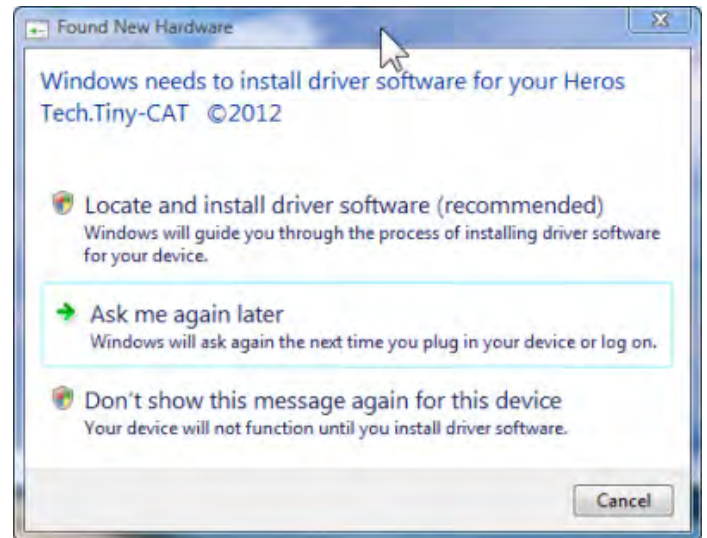 Found New Hardware
Windows needs to install driver software for your Heros
Tech.Tiny-CAT ©2012
Locate and install driver software (recommended)
Windows will guide you through the process of installing driver software
for your device.
Ask me again later
Windows will ask again the next time you plug in your device or log on.
Don't show this message again for this device
Your device will not function until you install driver software.
Cancel